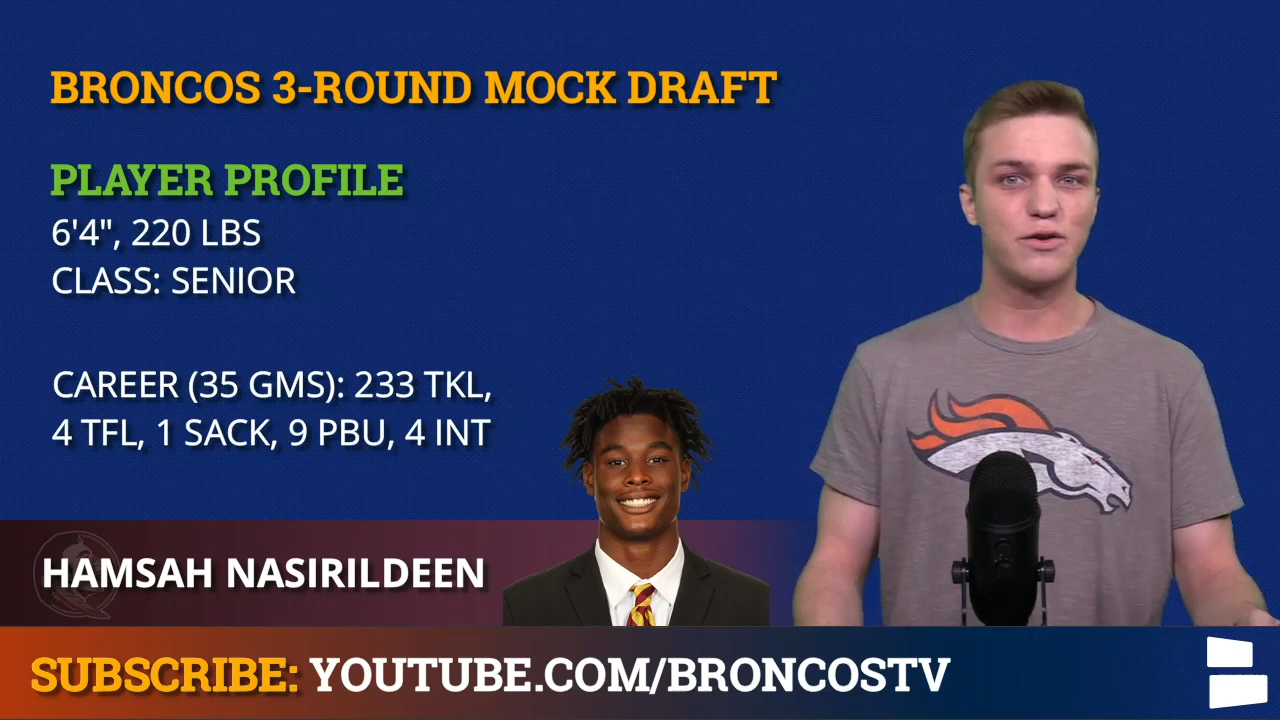 BRONCOS 3-ROUND MOCK DRAFT
PLAYER PROFILE
6'4", 220 LBS
CLASS: SENIOR
CAREER (35 GMS): 233 TKL,
4 TFL, 1 SACK, 9 PBU, 4 INT
HAMSAH NASIRILDEEN
SUBSCRIBE: YOUTUBE.COM/BRONCOSTV